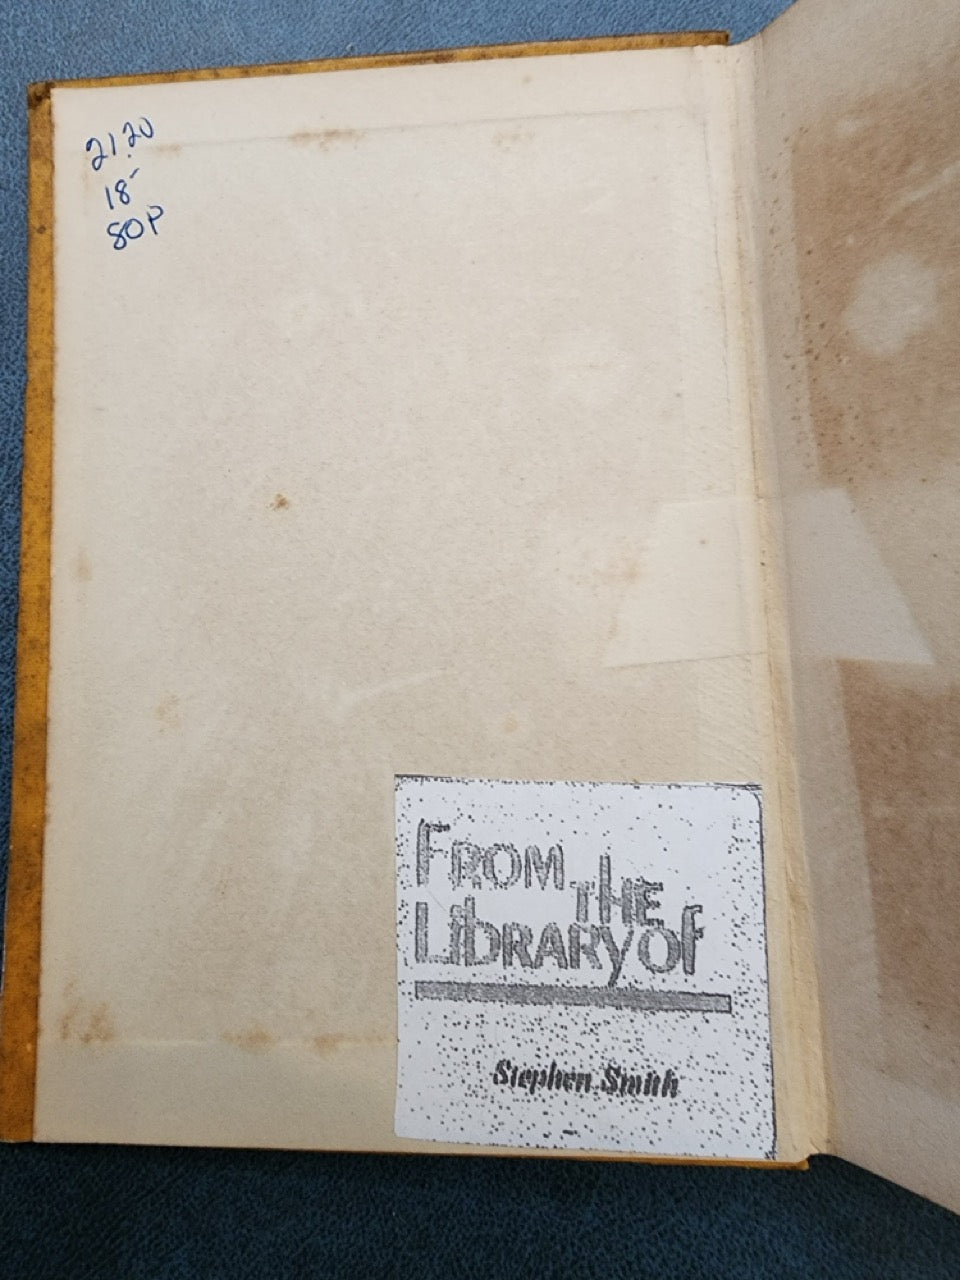 21.20
18-
80P
FROM
THE
LIbRARyof
Stephen Smith